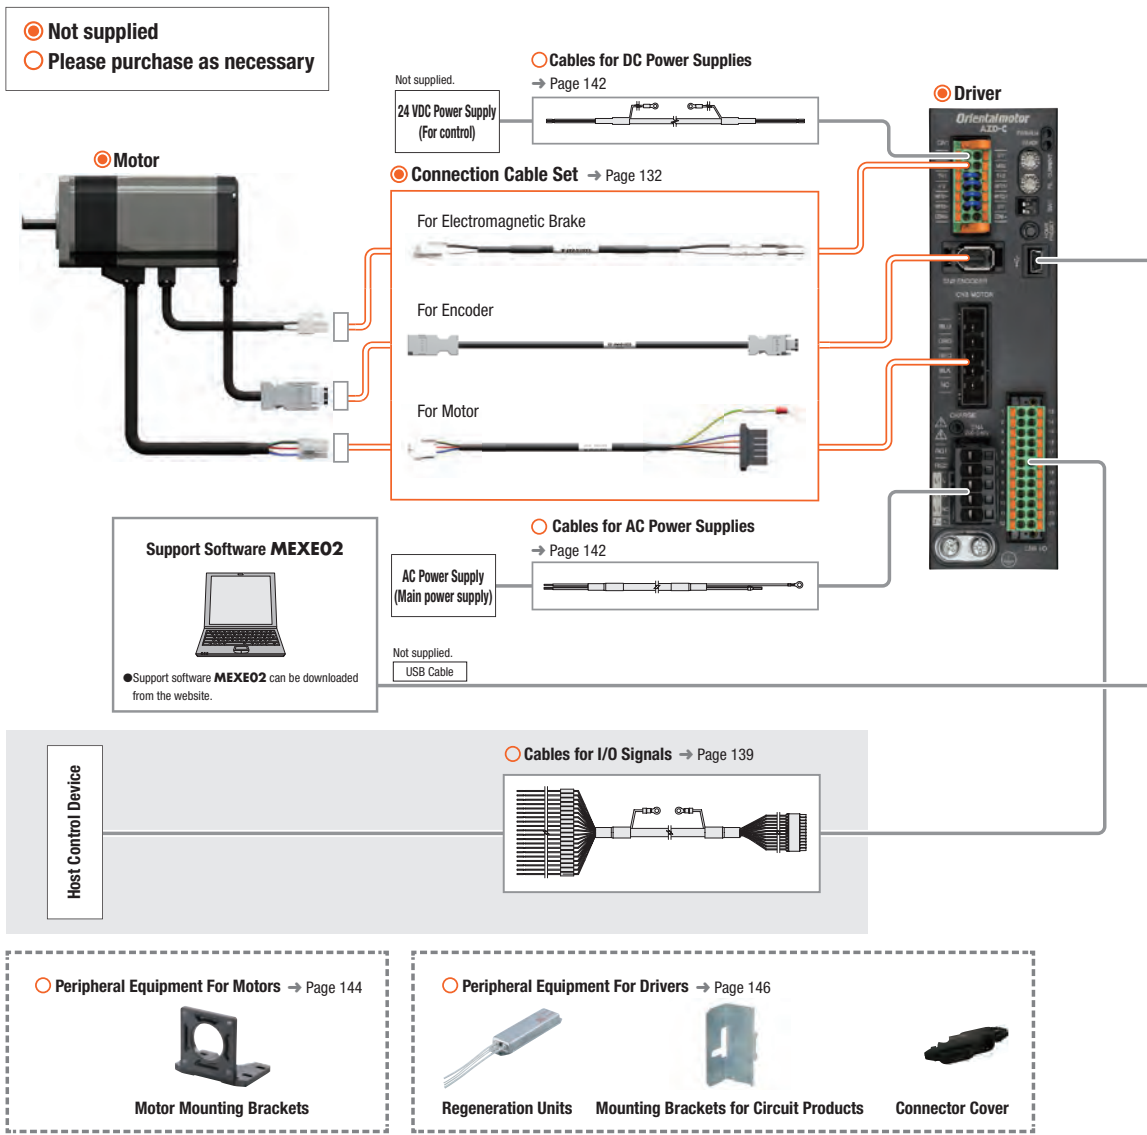 Not supplied
Please purchase as necessary
Cables for DC Power Supplies
→ Page 142
Not supplied.
24 VDC Power Supply
(For control)
Driver
Orientalmotor
AZD-C
Motor
Connection Cable Set → Page 132
For Electromagnetic Brake
For Encoder
For Motor
CN3 MOTOR
CHARGE
Support Software MEXE02
●Support software MEXE02 can be downloaded
from the website.
Cables for AC Power Supplies
→ Page 142
AC Power Supply
(Main power supply)
Not supplied.
USB Cable
Host Control Device
Cables for I/O Signals → Page 139
Peripheral Equipment For Motors → Page 144
Motor Mounting Brackets
Peripheral Equipment For Drivers → Page 146
Regeneration Units
Mounting Brackets for Circuit Products
Connector Cover